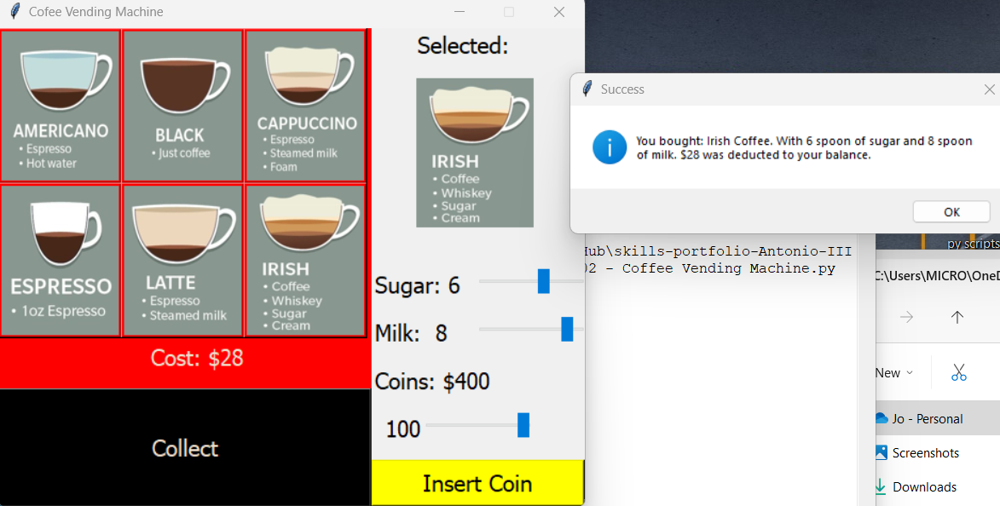 Cofee Vending Machine
AMERICANO
• Espresso
• Hot water
BLACK
• Just coffee
CAPPUCCINO
• Espresso
• Steamed milk
• Foam
ESPRESSO
• 1oz Espresso
LATTE
• Espresso
• Steamed milk
IRISH
• Coffee
• Whiskey
• Sugar
• Cream
Cost: $28
Collect
Selected:
IRISH
• Coffee
• Whiskey
• Sugar
• Cream
Sugar: 6
Milk: 8
Coins: $400
100
Insert Coin
Success
You bought: Irish Coffee. With 6 spoon of sugar and 8 spoon
of milk. $28 was deducted to your balance.
OK
py scripts
Hub\skills-portfolio-Antonio-III
02 - Coffee Vending Machine.py
C:\Users\MICRO\OneD
New
Jo - Personal
Screenshots
Downloads